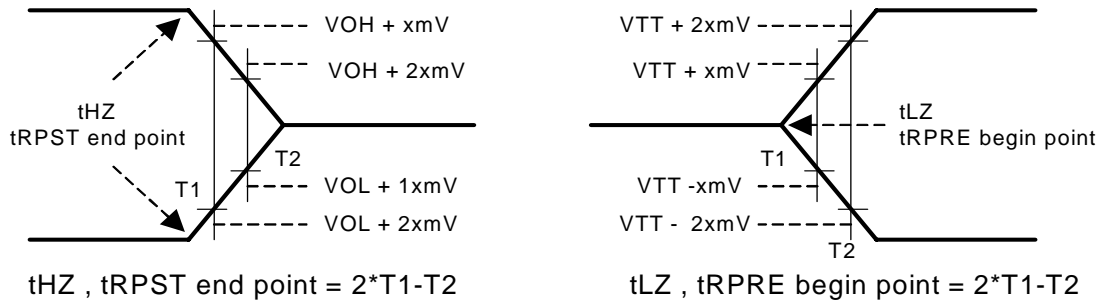 VOH + xmV
VOH + 2xmV
tHZ
tRPST end point
T1
T2
VOL + 1xmV
VOL + 2xmV
tHZ , tRPST end point = 2*T1-T2
VTT + 2xmV
VTT + xmV
tLZ
tRPRE begin point
T1
VTT -xmV
VTT - 2xmV
T2
tLZ , tRPRE begin point = 2*T1-T2